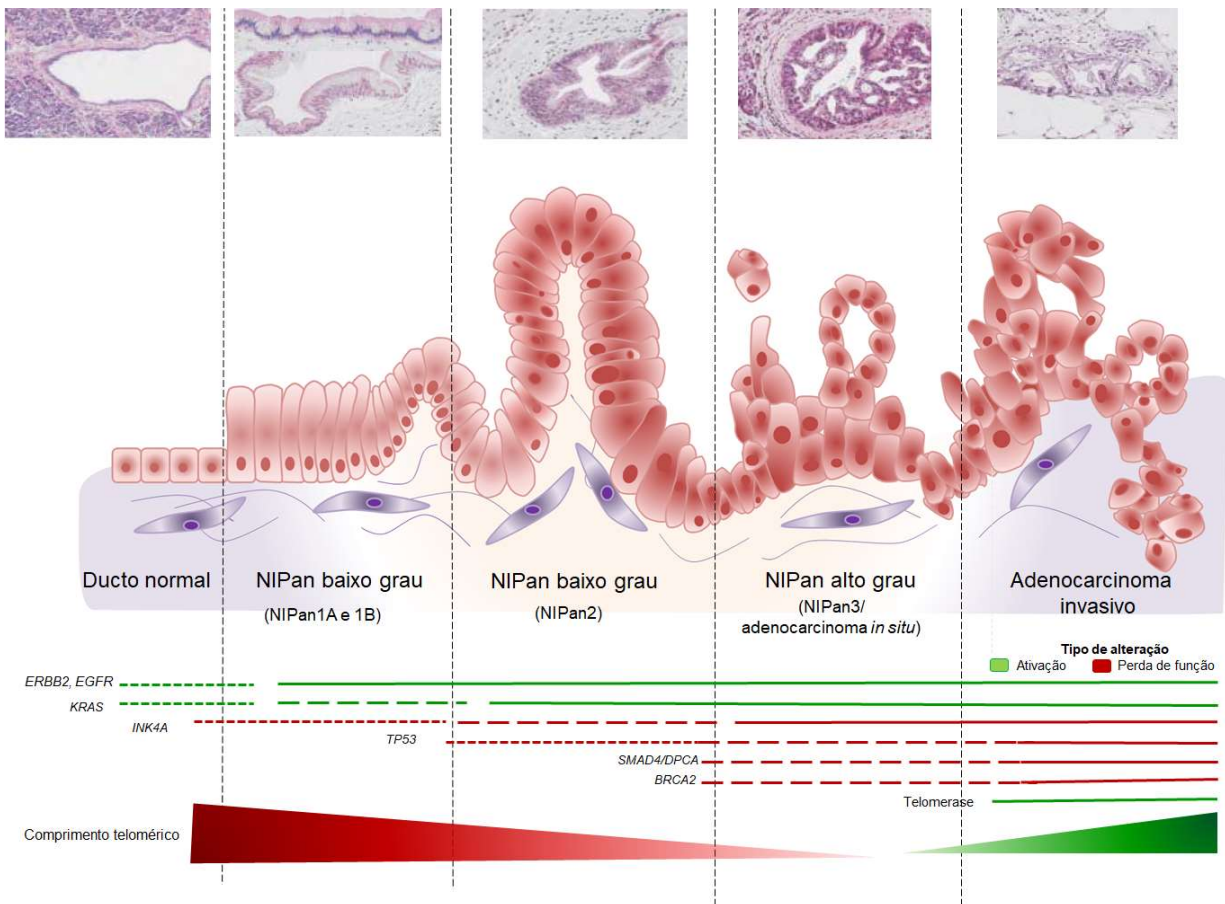 Ducto normal
NIPan baixo grau
(NIPan1A e 1B)
NIPan baixo grau
(NIPan2)
NIPan alto grau
(NIPan3/
adenocarcinoma in situ)
Adenocarcinoma
invasivo
Tipo de alteração
Ativação
Perda de função
ERBB2, EGFR
KRAS
INK4A
TP53
SMAD4/DPCA
BRCA2
Telomerase
Comprimento telomérico